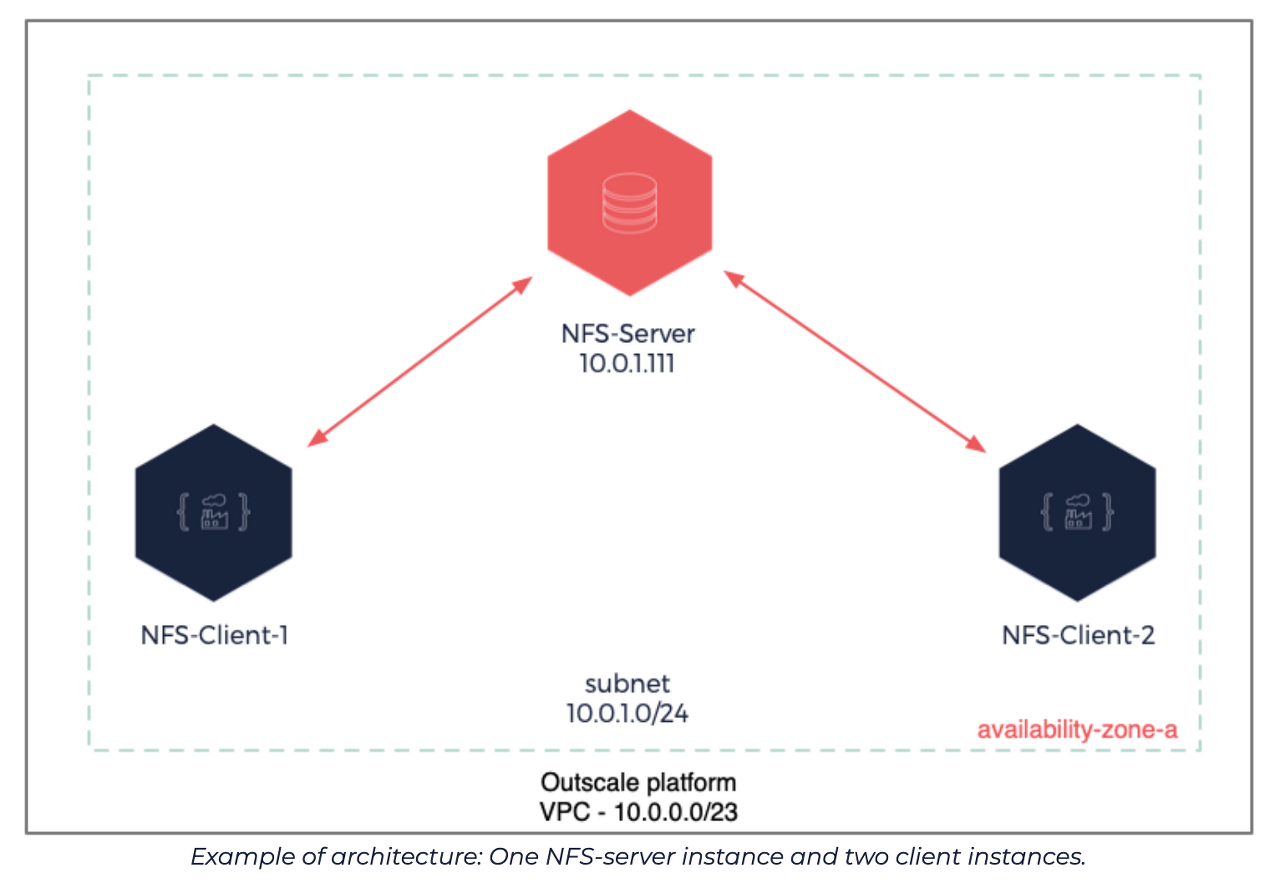 NFS-Server
10.0.1.111
NFS-Client-1
NFS-Client-2
subnet
10.0.1.0/24
availability-zone-a
Outscale platform
VPC - 10.0.0.0/23
Example of architecture: One NFS-server instance and two client instances.